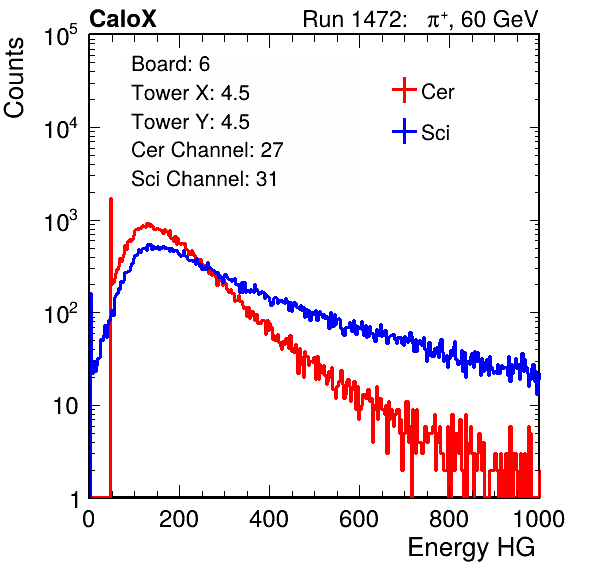 CaloX Run 1472: π⁺, 60 GeV
Counts
10⁵
10⁴
10³
10²
10
1
Board: 6
Tower X: 4.5
Tower Y: 4.5
Cer Channel: 27
Sci Channel: 31
Cer
Sci
0 200 400 600 800 1000
Energy HG